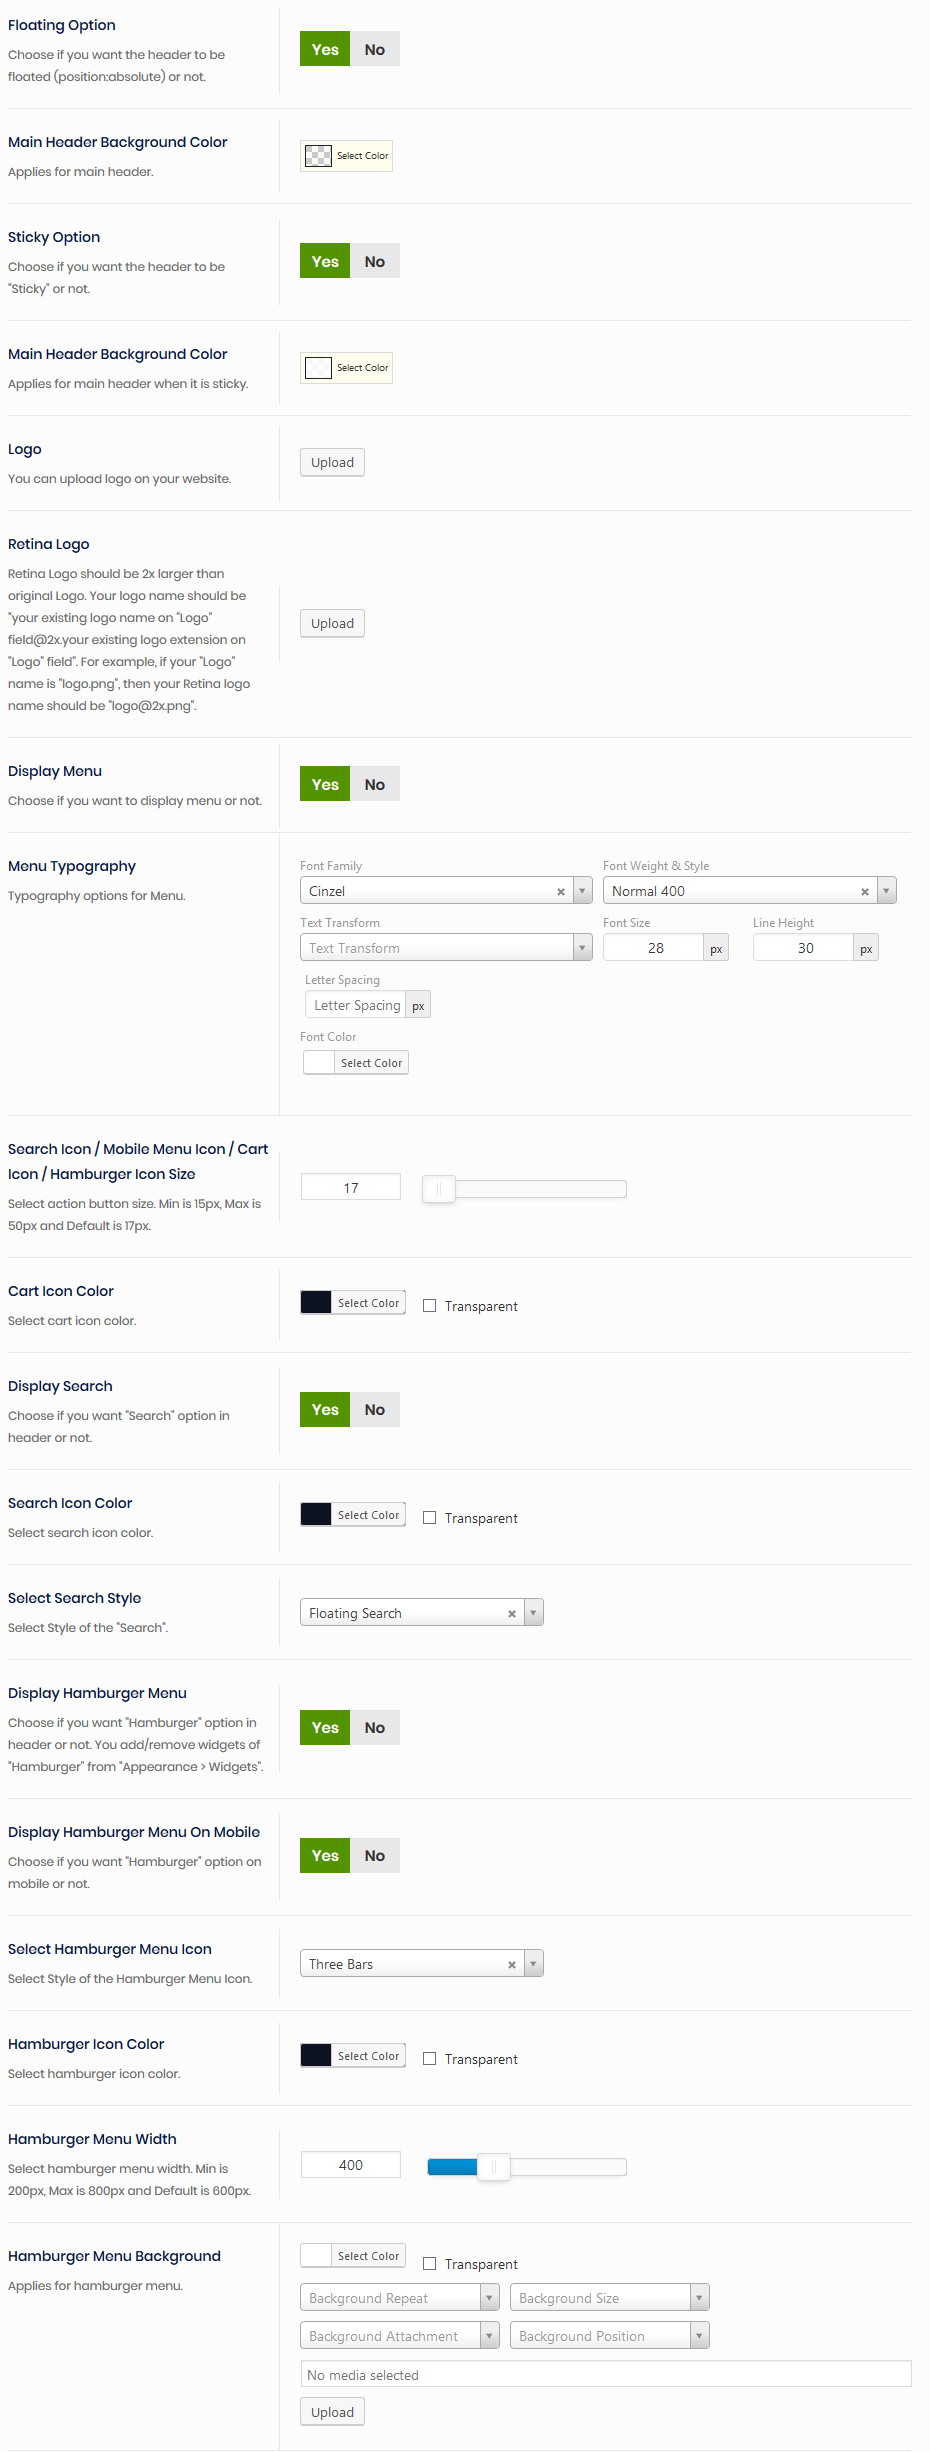 Floating Option
Choose if you want the header to be
floated (position:absolute) or not.
Yes No
Main Header Background Color
Applies for main header.
Select Color
Sticky Option
Choose if you want the header to be
"Sticky" or not.
Yes No
Main Header Background Color
Applies for main header when it is sticky.
Select Color
Logo
You can upload logo on your website.
Upload
Retina Logo
Retina Logo should be 2x larger than
original Logo. Your logo name should be
"your existing logo name on "Logo"
field@2x.your existing logo extension on
"Logo" field". For example, if your "Logo"
name is "logo.png", then your Retina logo
name should be "logo@2x.png".
Upload
Display Menu
Choose if you want to display menu or not.
Yes No
Menu Typography
Typography options for Menu.
Font Family Font Weight & Style
Cinzel Normal 400
Text Transform Font Size Line Height
Text Transform 28 px 30 px
Letter Spacing
Letter Spacing px
Font Color
Select Color
Search Icon / Mobile Menu Icon / Cart
Icon / Hamburger Icon Size
Select action button size. Min is 15px, Max is
50px and Default is 17px.
17
Cart Icon Color
Select cart icon color.
Select Color Transparent
Display Search
Choose if you want "Search" option in
header or not.
Yes No
Search Icon Color
Select search icon color.
Select Color Transparent
Select Search Style
Select Style of the "Search".
Floating Search
Display Hamburger Menu
Choose if you want "Hamburger" option in
header or not. You add/remove widgets of
"Hamburger" from "Appearance > Widgets".
Yes No
Display Hamburger Menu On Mobile
Choose if you want "Hamburger" option on
mobile or not.
Yes No
Select Hamburger Menu Icon
Select Style of the Hamburger Menu Icon.
Three Bars
Hamburger Icon Color
Select hamburger icon color.
Select Color Transparent
Hamburger Menu Width
Select hamburger menu width. Min is
200px, Max is 800px and Default is 600px.
400
Hamburger Menu Background
Applies for hamburger menu.
Select Color Transparent
Background Repeat Background Size
Background Attachment Background Position
No media selected
Upload